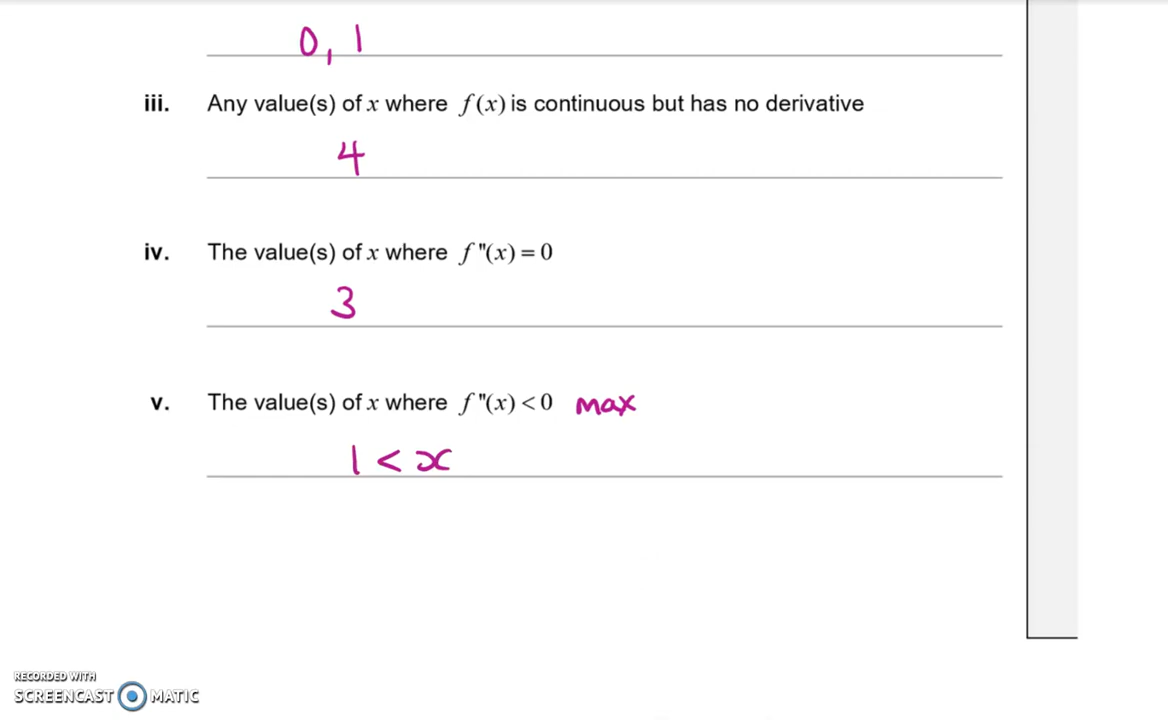 0, 1
iii. Any value(s) of x where f(x) is continuous but has no derivative
4
iv. The value(s) of x where f "(x) = 0
3
v. The value(s) of x where f "(x) < 0 max
1 < x
RECORDED WITH
SCREENCAST MATIC